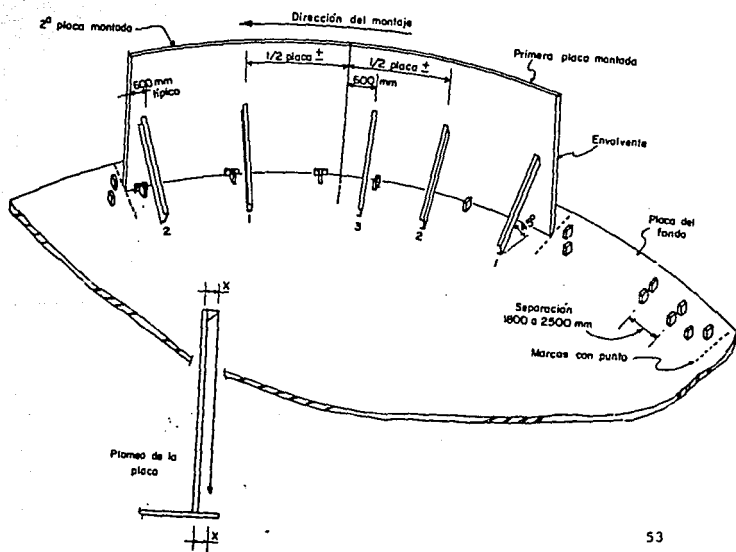 Dirección del montaje
2ª placa montada
1/2 placa ±
1/2 placa ±
Primera placa montada
600 mm
típico
600 mm
Envolvente
45°
2
1
3
2
1
Placa del
fondo
Separación
1800 a 2500 mm
Marcas con punto
X
Plomeo de la
placa
X
53